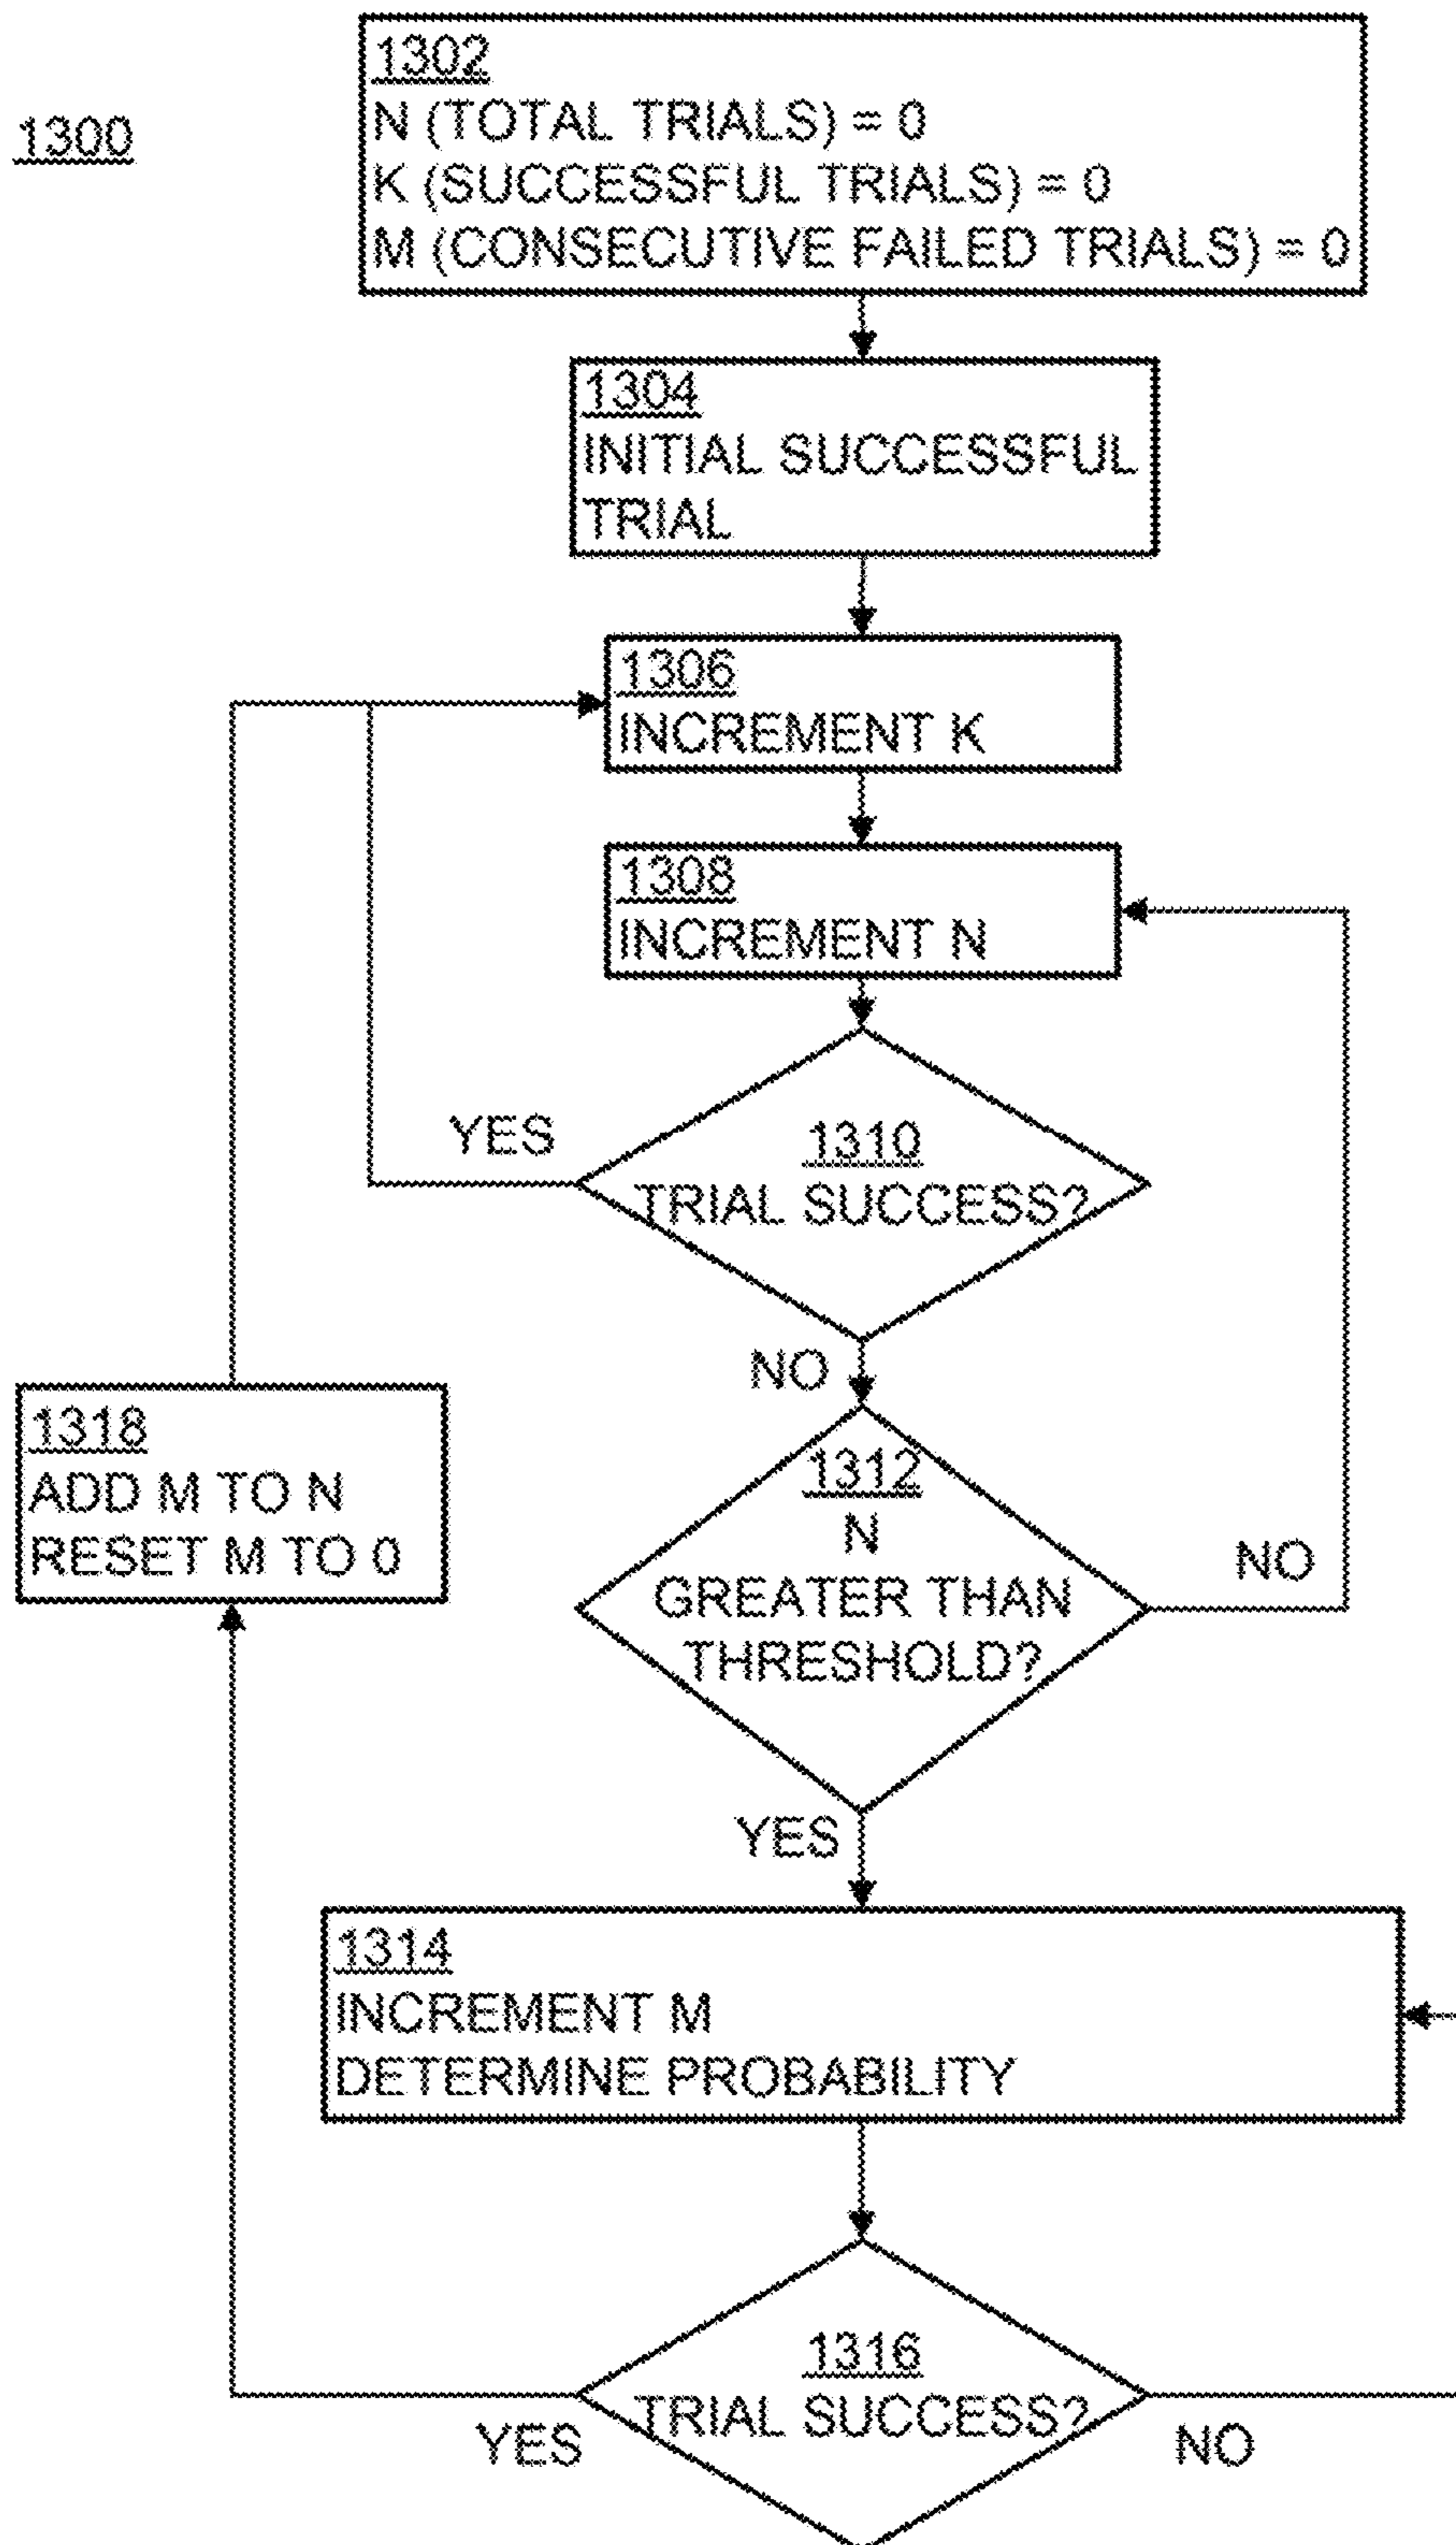 1300
1302
N (TOTAL TRIALS) = 0
K (SUCCESSFUL TRIALS) = 0
M (CONSECUTIVE FAILED TRIALS) = 0
1304
INITIAL SUCCESSFUL
TRIAL
1306
INCREMENT K
1308
INCREMENT N
YES
1310
TRIAL SUCCESS?
NO
1318
ADD M TO N
RESET M TO 0
1312
N
GREATER THAN
THRESHOLD?
NO
YES
1314
INCREMENT M
DETERMINE PROBABILITY
1316
TRIAL SUCCESS?
YES
NO